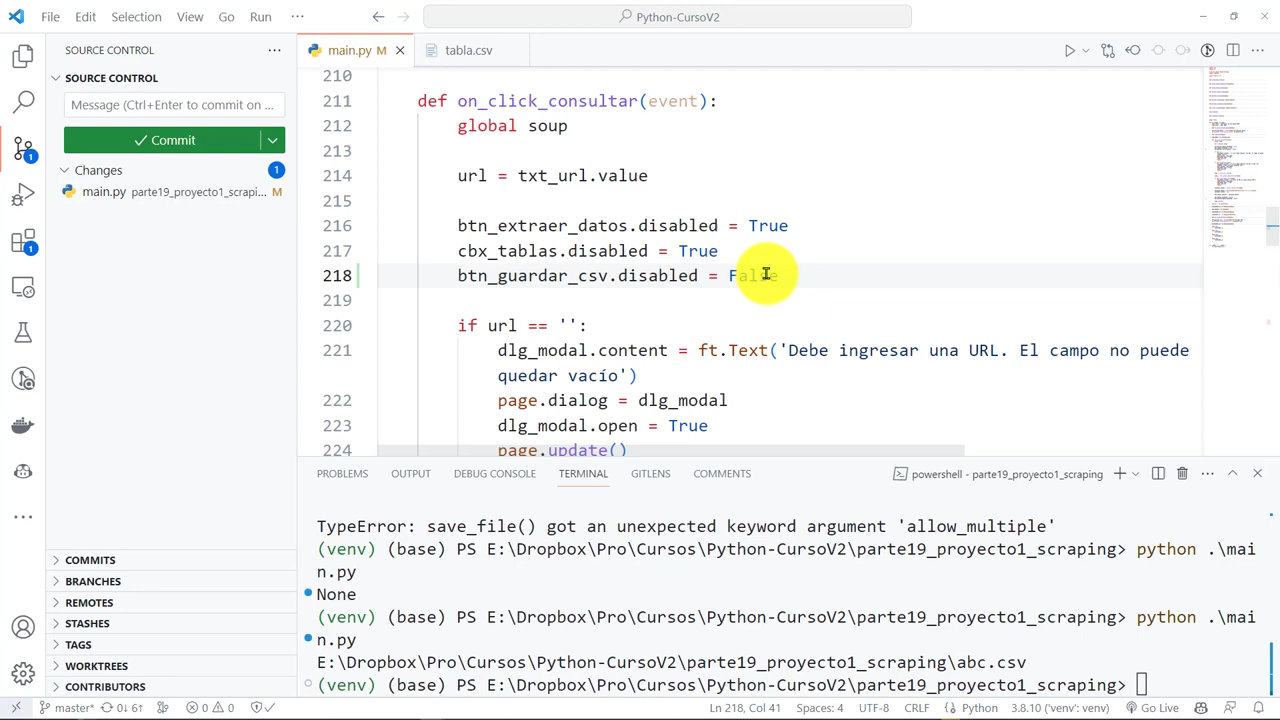 File Edit Selection View Go Run ··· Python-CursoV2
SOURCE CONTROL
SOURCE CONTROL
Message (Ctrl+Enter to commit on ...
Commit
Changes 1
main.py parte19_proyecto1_scrapi... M
1
1
COMMITS
BRANCHES
REMOTES
STASHES
TAGS
WORKTREES
CONTRIBUTORS
main.py M tabla.csv
210
211 def on_click_consultar(event):
212 global soup
213
214 url = txt_url.value
215
216 True
217 cbx_tablas.disabled = True
218 btn_guardar_csv.disabled = False
219
220 if url == '':
221 dlg_modal.content = ft.Text('Debe ingresar una URL. El campo no puede
quedar vacío')
222 page.dialog = dlg_modal
223 dlg_modal.open = True
224 page.update()
PROBLEMS OUTPUT DEBUG CONSOLE TERMINAL GITLENS COMMENTS powershell - parte19_proyecto1_scraping
TypeError: save_file() got an unexpected keyword argument 'allow_multiple'
(venv) (base) PS E:\Dropbox\Pro\Cursos\Python-CursoV2\parte19_proyecto1_scraping> python .\mai
n.py
None
(venv) (base) PS E:\Dropbox\Pro\Cursos\Python-CursoV2\parte19_proyecto1_scraping> python .\mai
n.py
E:\Dropbox\Pro\Cursos\Python-CursoV2\parte19_proyecto1_scraping\abc.csv
(venv) (base) PS E:\Dropbox\Pro\Cursos\Python-CursoV2\parte19_proyecto1_scraping>
master* 0↓ 6↑ 0 0 Ln 218, Col 41 Spaces: 4 UTF-8 CRLF Python 3.8.10 ('venv': venv) Go Live